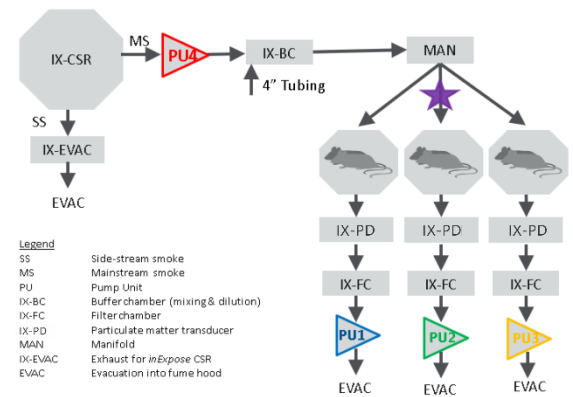 IX-CSR
MS
PU4
IX-BC
MAN
4” Tubing
SS
IX-EVAC
EVAC
IX-PD IX-PD IX-PD
IX-FC IX-FC IX-FC
PU1 PU2 PU3
EVAC EVAC EVAC
Legend
SS Side-stream smoke
MS Mainstream smoke
PU Pump Unit
IX-BC Buffer chamber (mixing & dilution)
IX-FC Filter chamber
IX-PD Particulate matter transducer
MAN Manifold
IX-EVAC Exhaust for inExpose CSR
EVAC Evacuation into fume hood